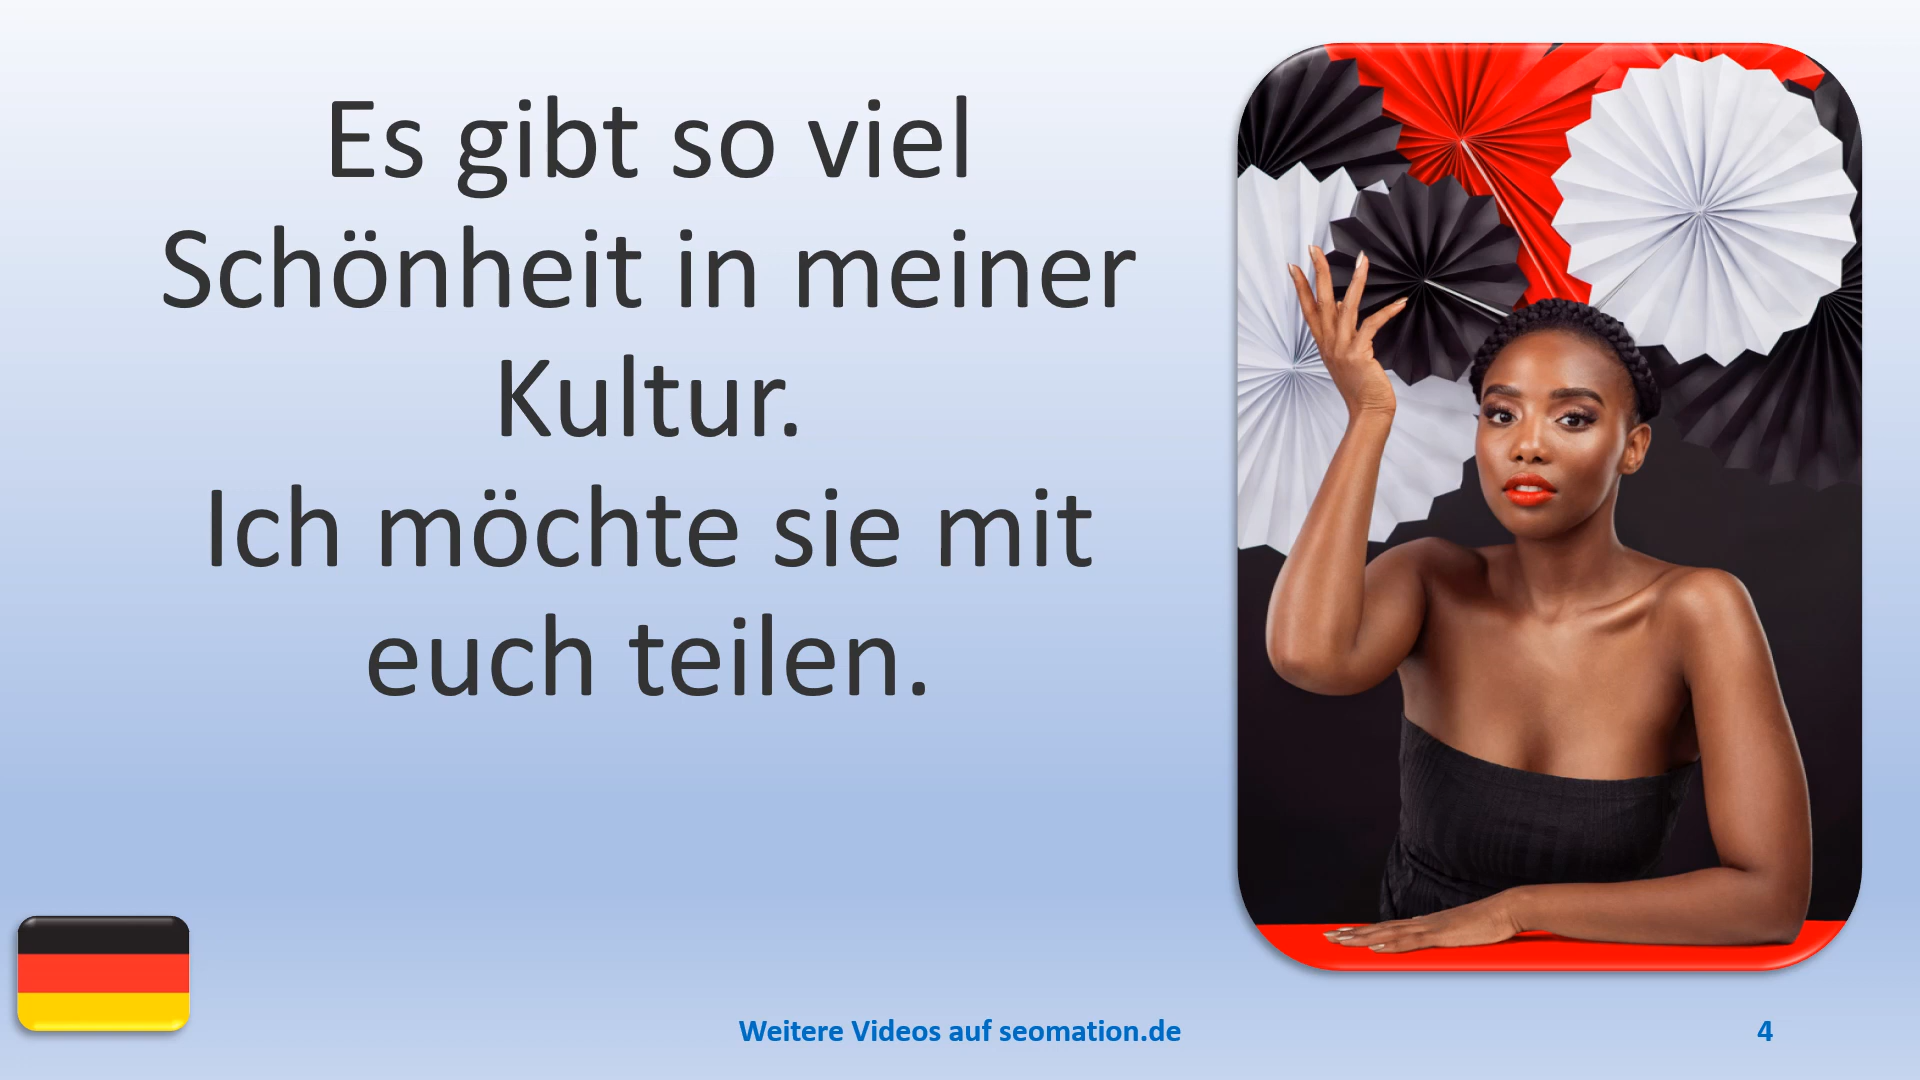 Es gibt so viel
Schönheit in meiner
Kultur.
Ich möchte sie mit
euch teilen.
Weitere Videos auf seomation.de
4